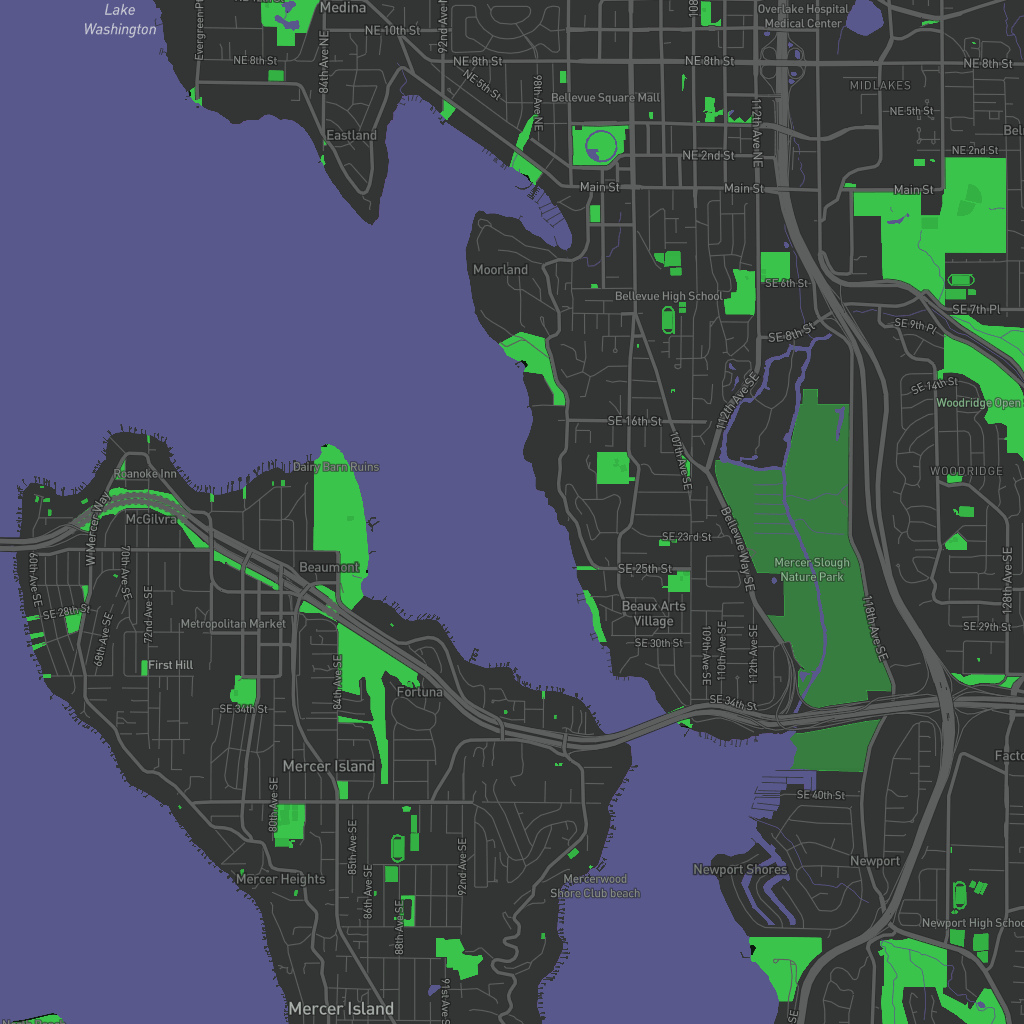 Lake
Washington
Medina
Overlake Hospital
Medical Center
NE 10th St
84th Ave NE
92nd Ave NE
NE 8th St
NE 8th St
NE 8th St
NE 8th St
NE 5th St
98th Ave NE
MIDLAKES
Bellevue Square Mall
NE 5th St
112th Ave NE
Eastland
NE 2nd St
NE 2nd St
Main St
Main St
Main St
Moorland
SE 6th St
Bellevue High School
SE 7th Pl
SE 9th Pl
SE 8th St
112th Ave SE
SE 14th St
Woodridge Open
SE 16th St
107th Ave SE
WOODRIDGE
Dairy Barn Ruins
Roanoke Inn
W Mercer Way
McGilvra
Bellevue Way SE
SE 23rd St
SE 25th St
Mercer Slough
Nature Park
60th Ave SE
70th Ave SE
72nd Ave SE
Beaumont
128th Ave SE
SE 28th St
Metropolitan Market
Beaux Arts
Village
118th Ave SE
SE 29th St
68th Ave SE
SE 30th St
109th Ave SE
110th Ave SE
112th Ave SE
First Hill
84th Ave SE
Fortuna
SE 34th St
SE 34th St
Mercer Island
SE 40th St
80th Ave SE
85th Ave SE
86th Ave SE
92nd Ave SE
Newport Shores
Newport
Mercer Heights
Mercerwood
Shore Club beach
88th Ave SE
Newport High
91st Ave SE
Mercer Island